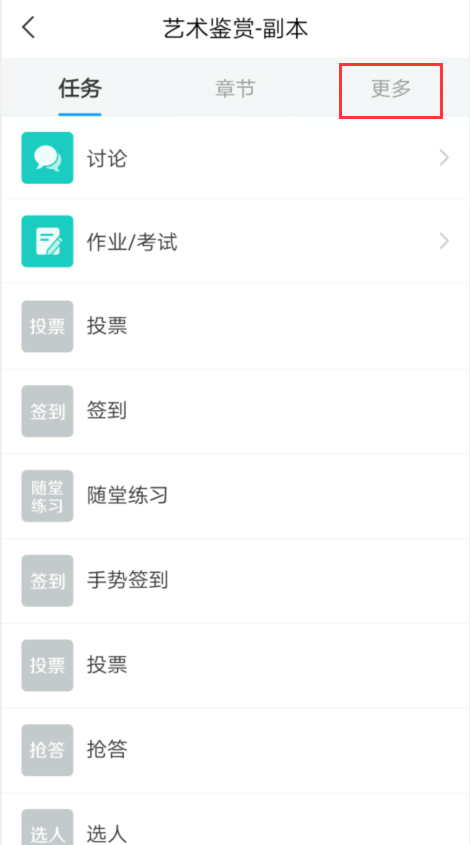 艺术鉴赏-副本
任务 章节 更多
讨论
作业/考试
投票 投票
签到 签到
随堂
练习
随堂练习
签到 手势签到
投票 投票
抢答 抢答
选人 选人